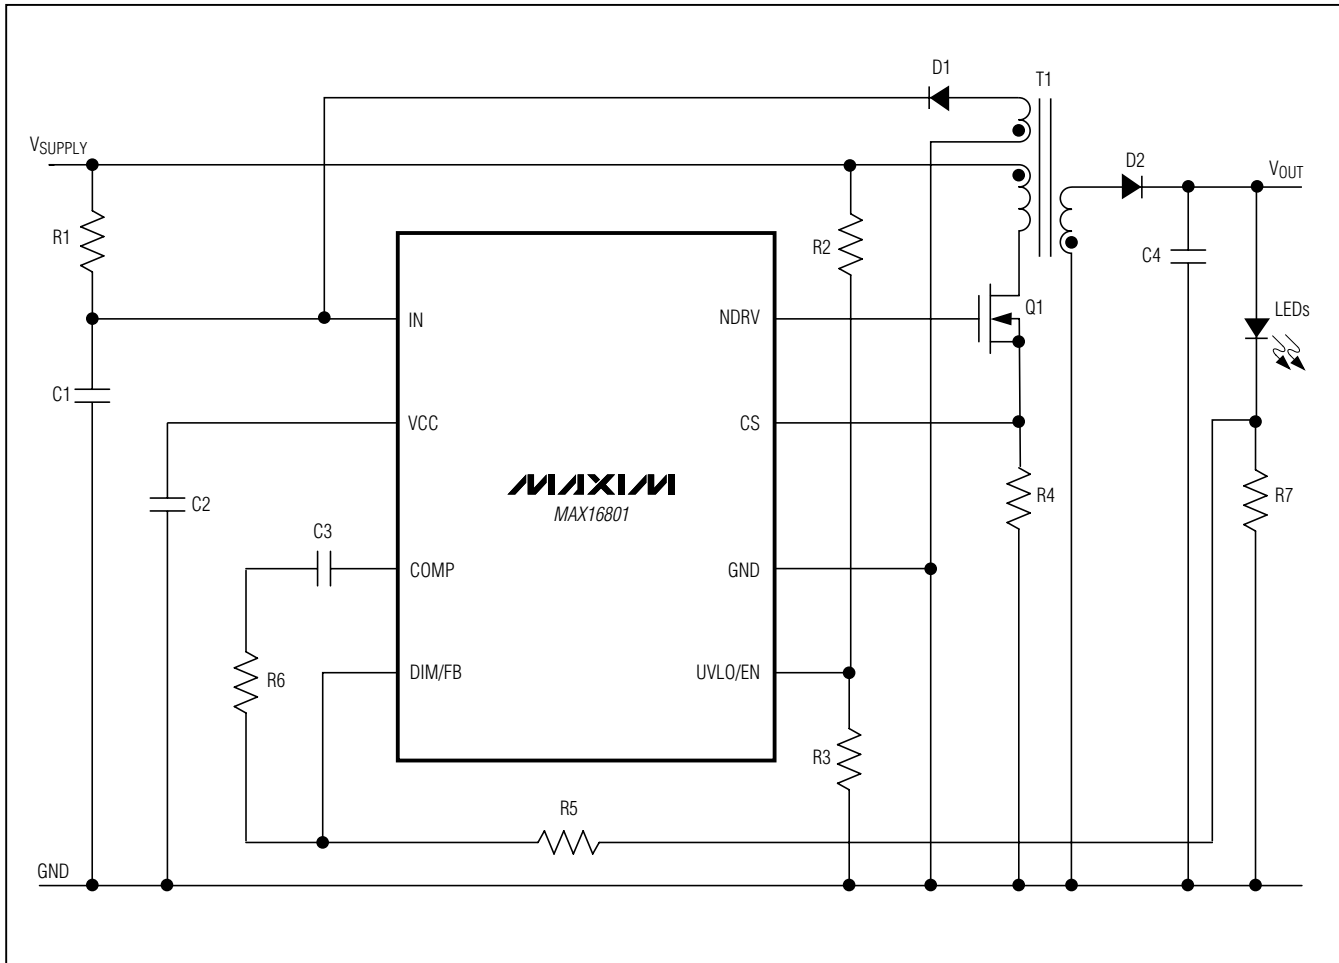 D1
T1
VSUPPLY
D2
VOUT
R1
R2
C4
Q1
LEDs
IN
NDRV
C1
VCC
CS
MAXIM
MAX16801
R4
R7
C2
C3
COMP
GND
R6
DIM/FB
UVLO/EN
R3
R5
GND